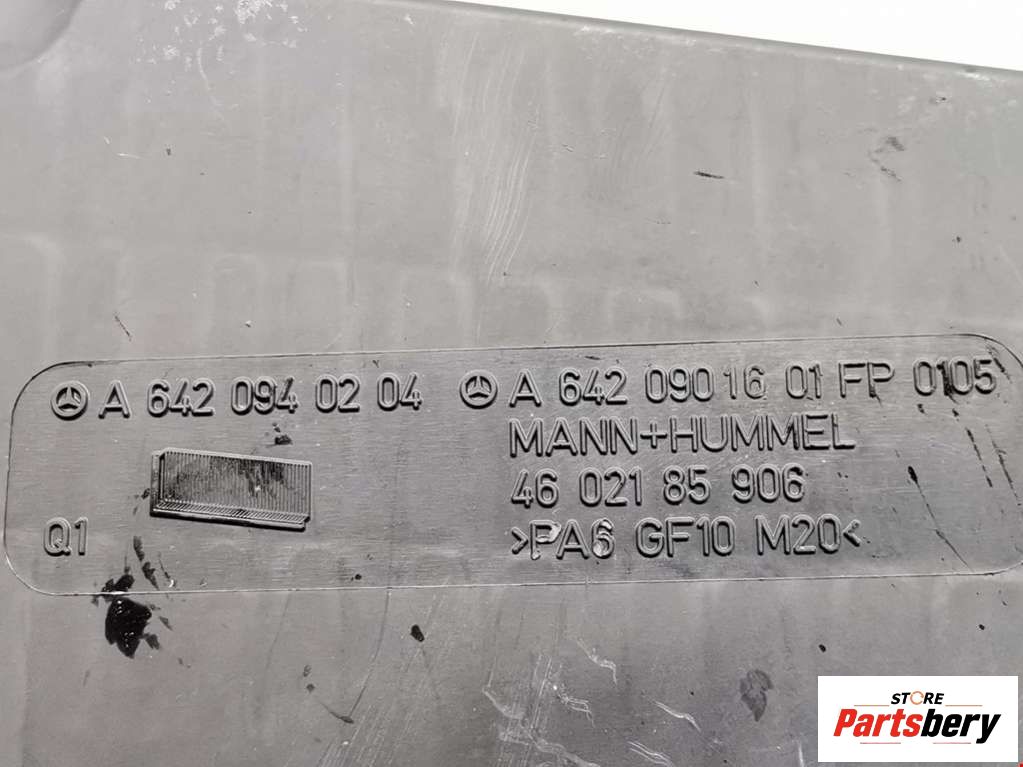 A 642 094 02 04 A 642 090 16 01 FP 0105
MANN+HUMMEL
46 021 85 906
Q1 >PA6 GF10 M20<
STORE
Partsbery